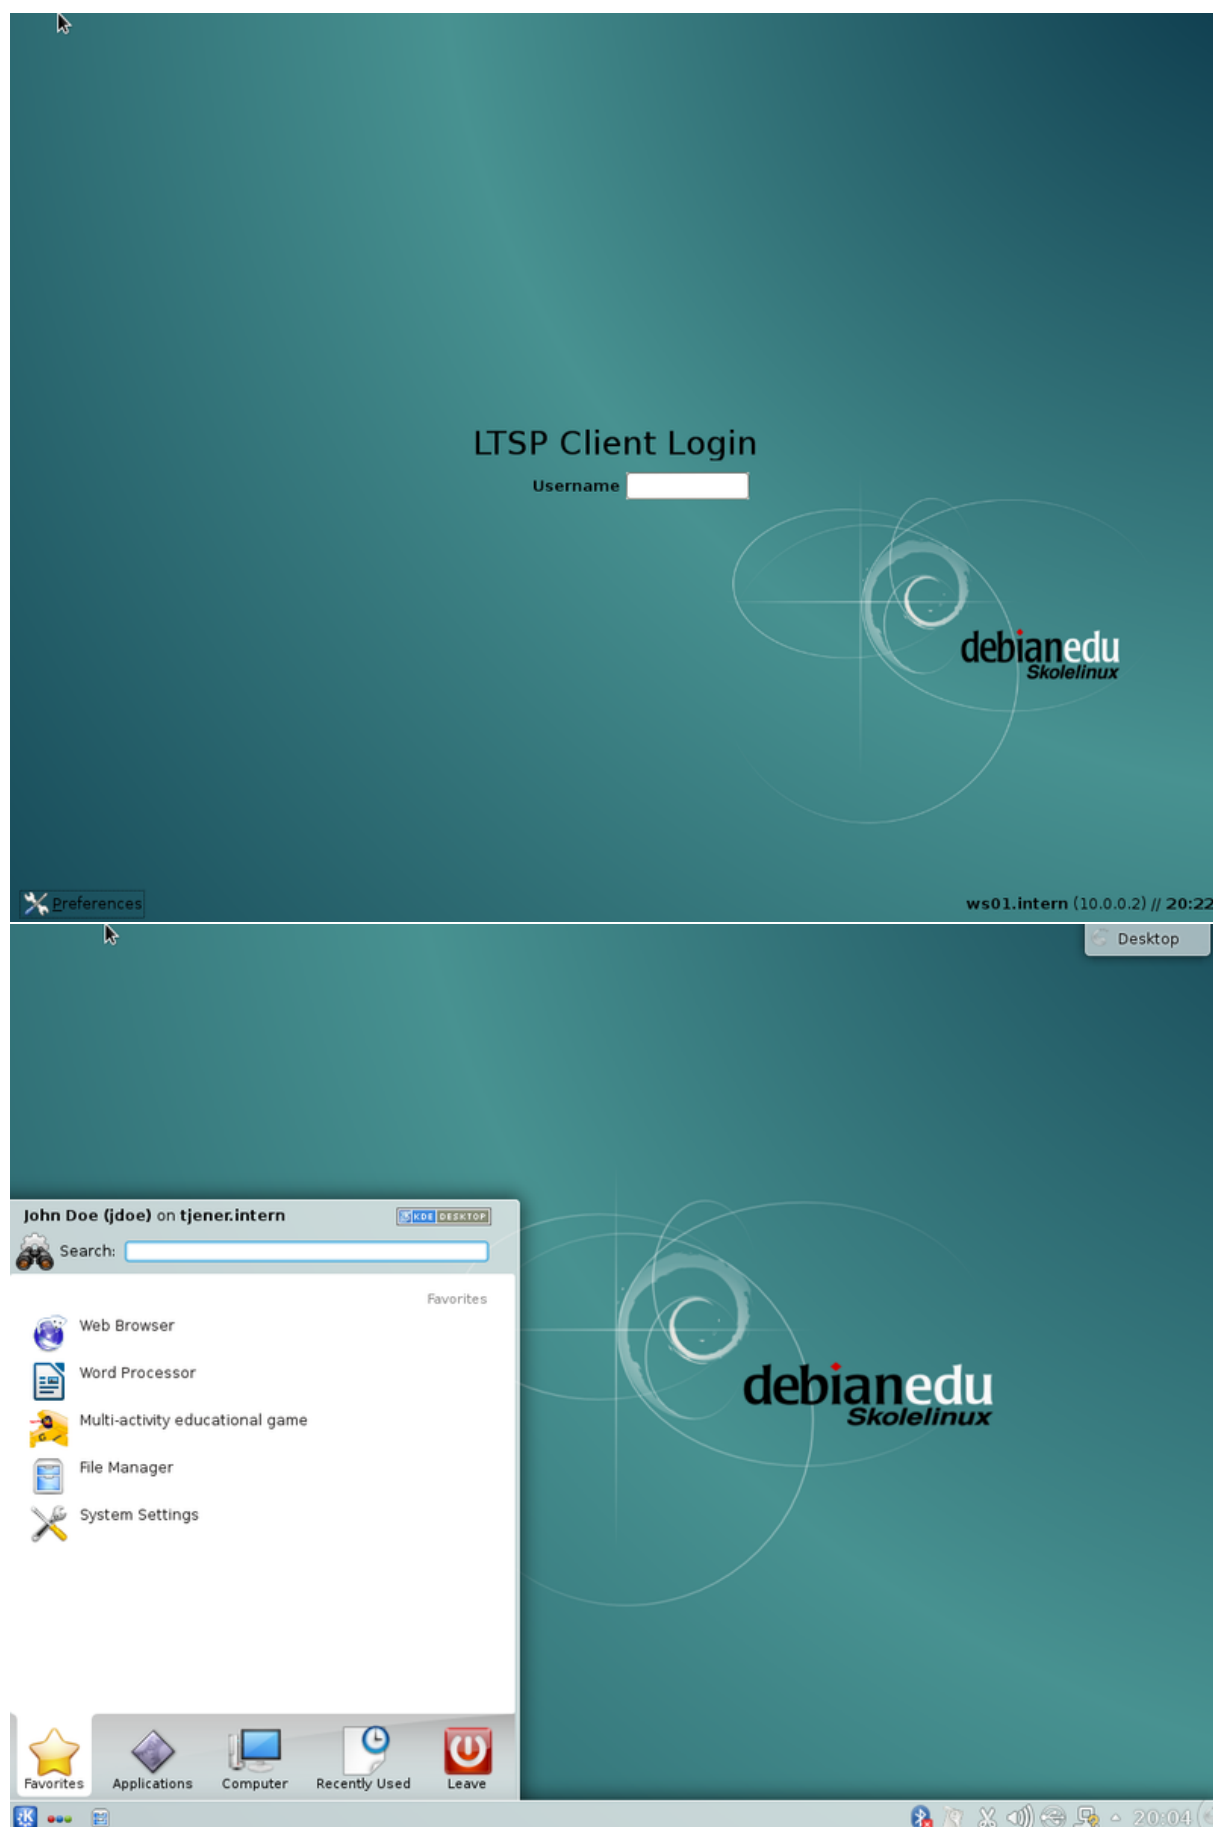 LTSP Client Login
Username
debianedu
Skolelinux
Preferences
ws01.intern (10.0.0.2) // 20:22
Desktop
John Doe (jdoe) on tjener.intern
KDE DESKTOP
Search:
Favorites
Web Browser
Word Processor
Multi-activity educational game
File Manager
System Settings
debianedu
Skolelinux
Favorites
Applications
Computer
Recently Used
Leave
20:04